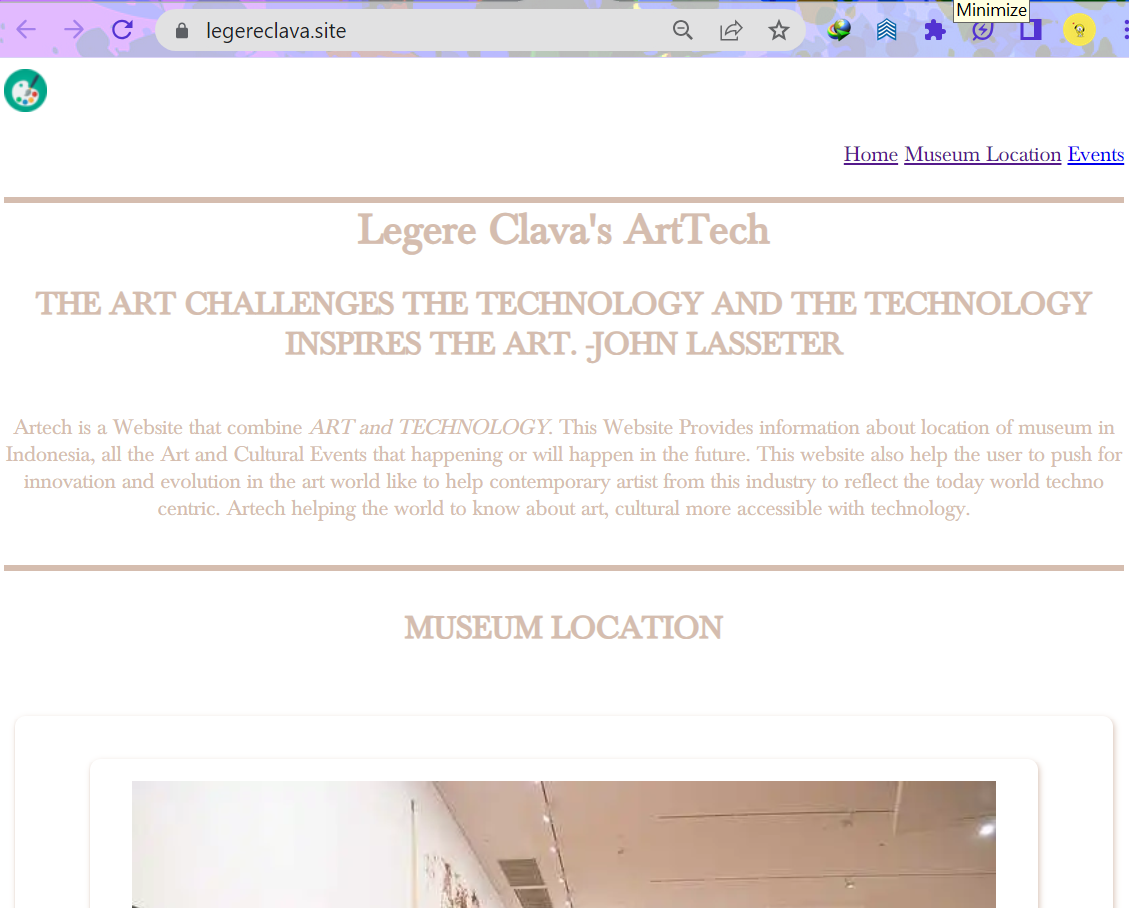 Minimize
legereclava.site
Home Museum Location Events
Legere Clava's ArtTech
THE ART CHALLENGES THE TECHNOLOGY AND THE TECHNOLOGY
INSPIRES THE ART. -JOHN LASSETER
Artech is a Website that combine ART and TECHNOLOGY. This Website Provides information about location of museum in
Indonesia, all the Art and Cultural Events that happening or will happen in the future. This website also help the user to push for
innovation and evolution in the art world like to help contemporary artist from this industry to reflect the today world techno
centric. Artech helping the world to know about art, cultural more accessible with technology.
MUSEUM LOCATION